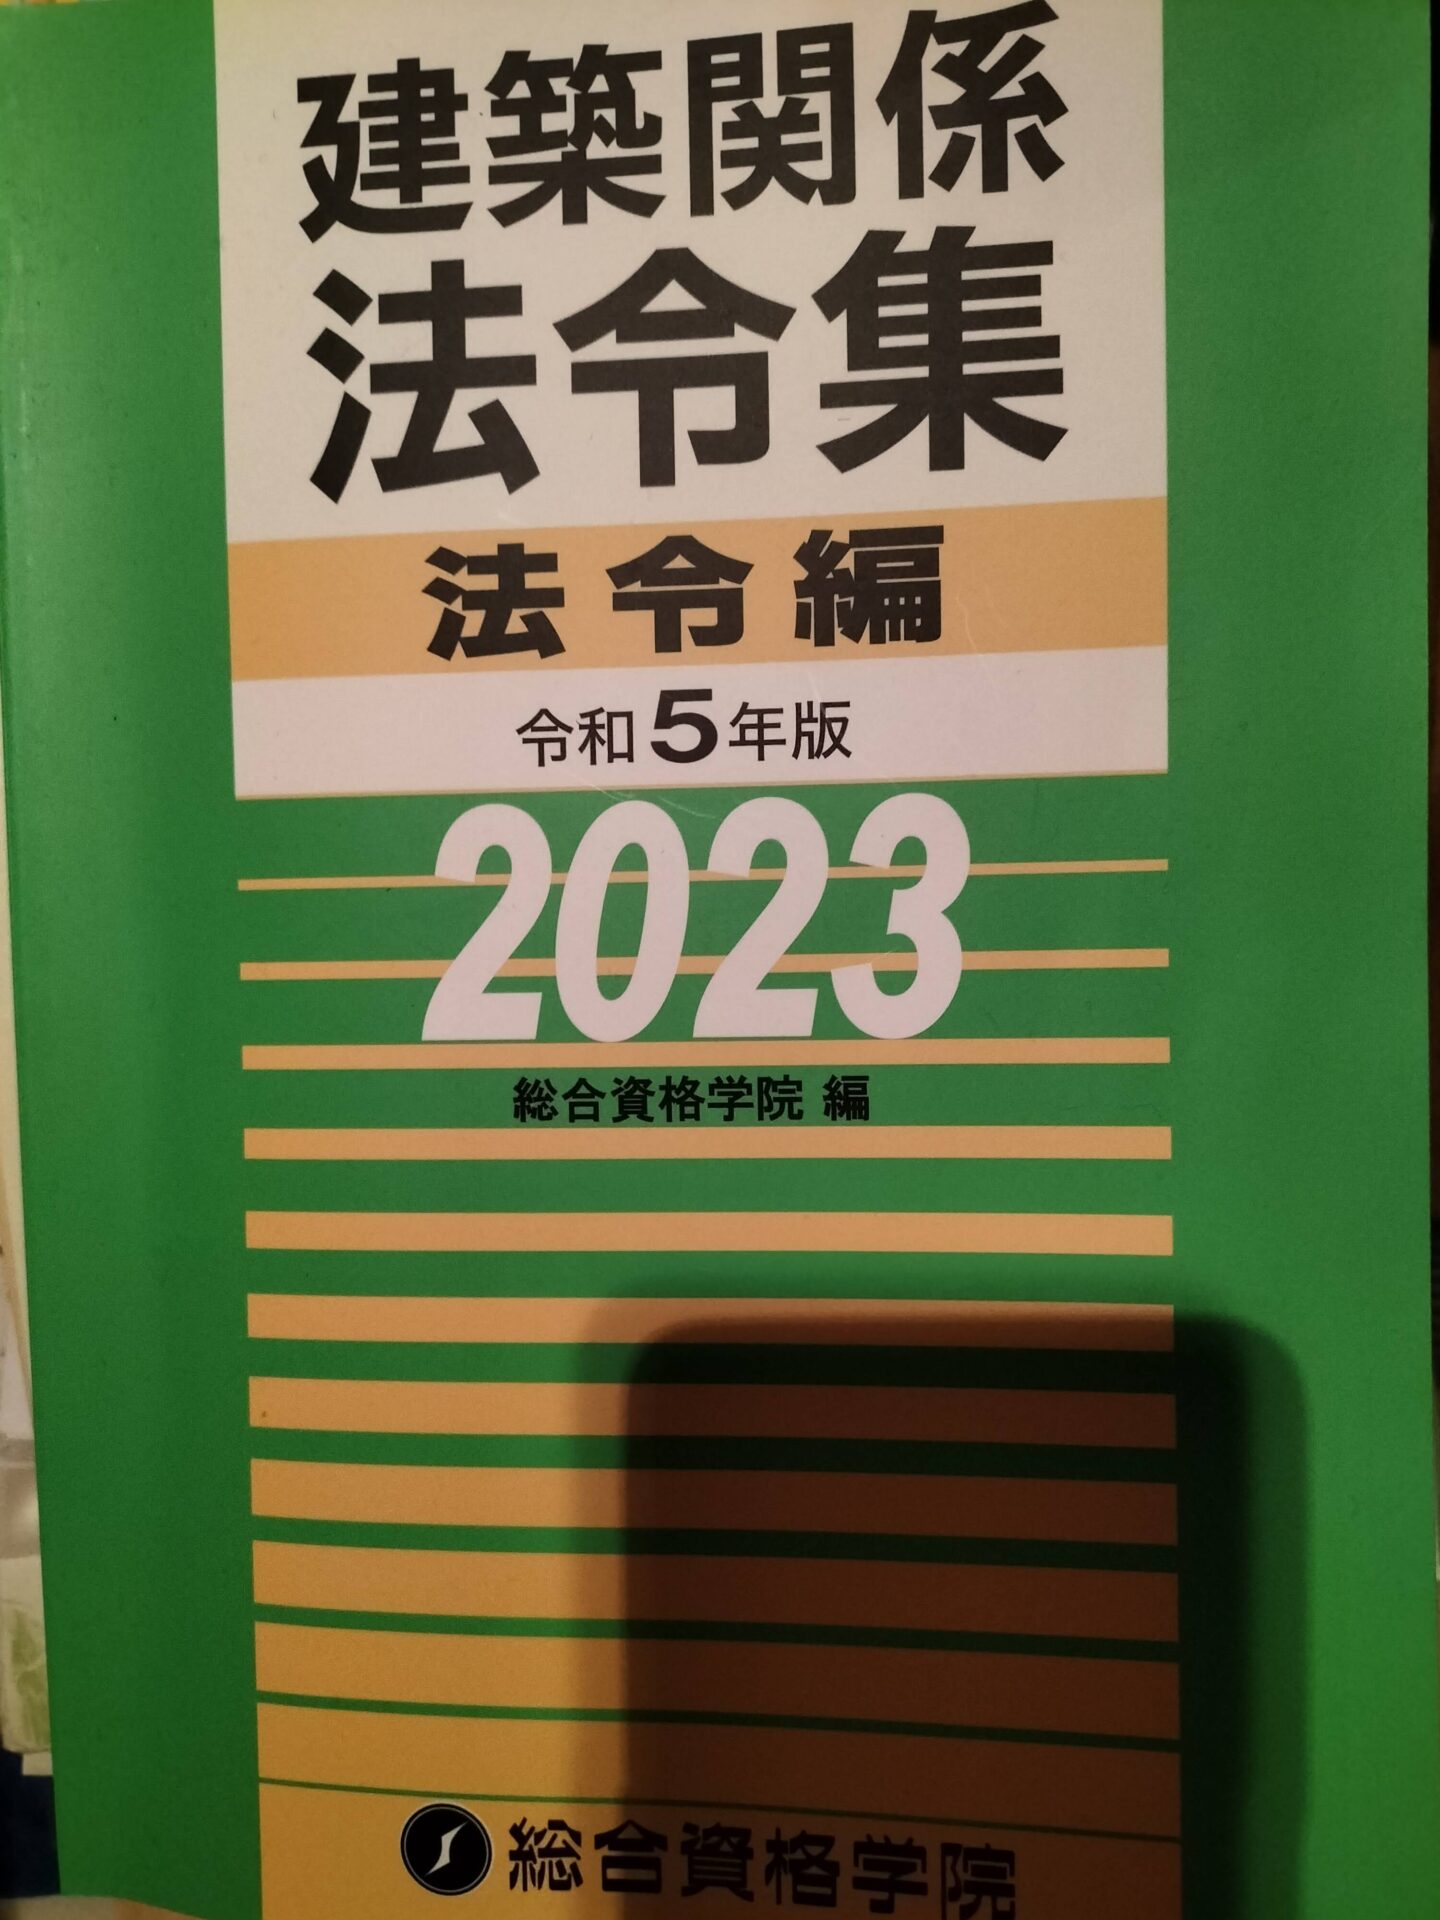 建築関係
法令集
法令編
令和5年版
2023
総合資格学院 編
総合資格学院